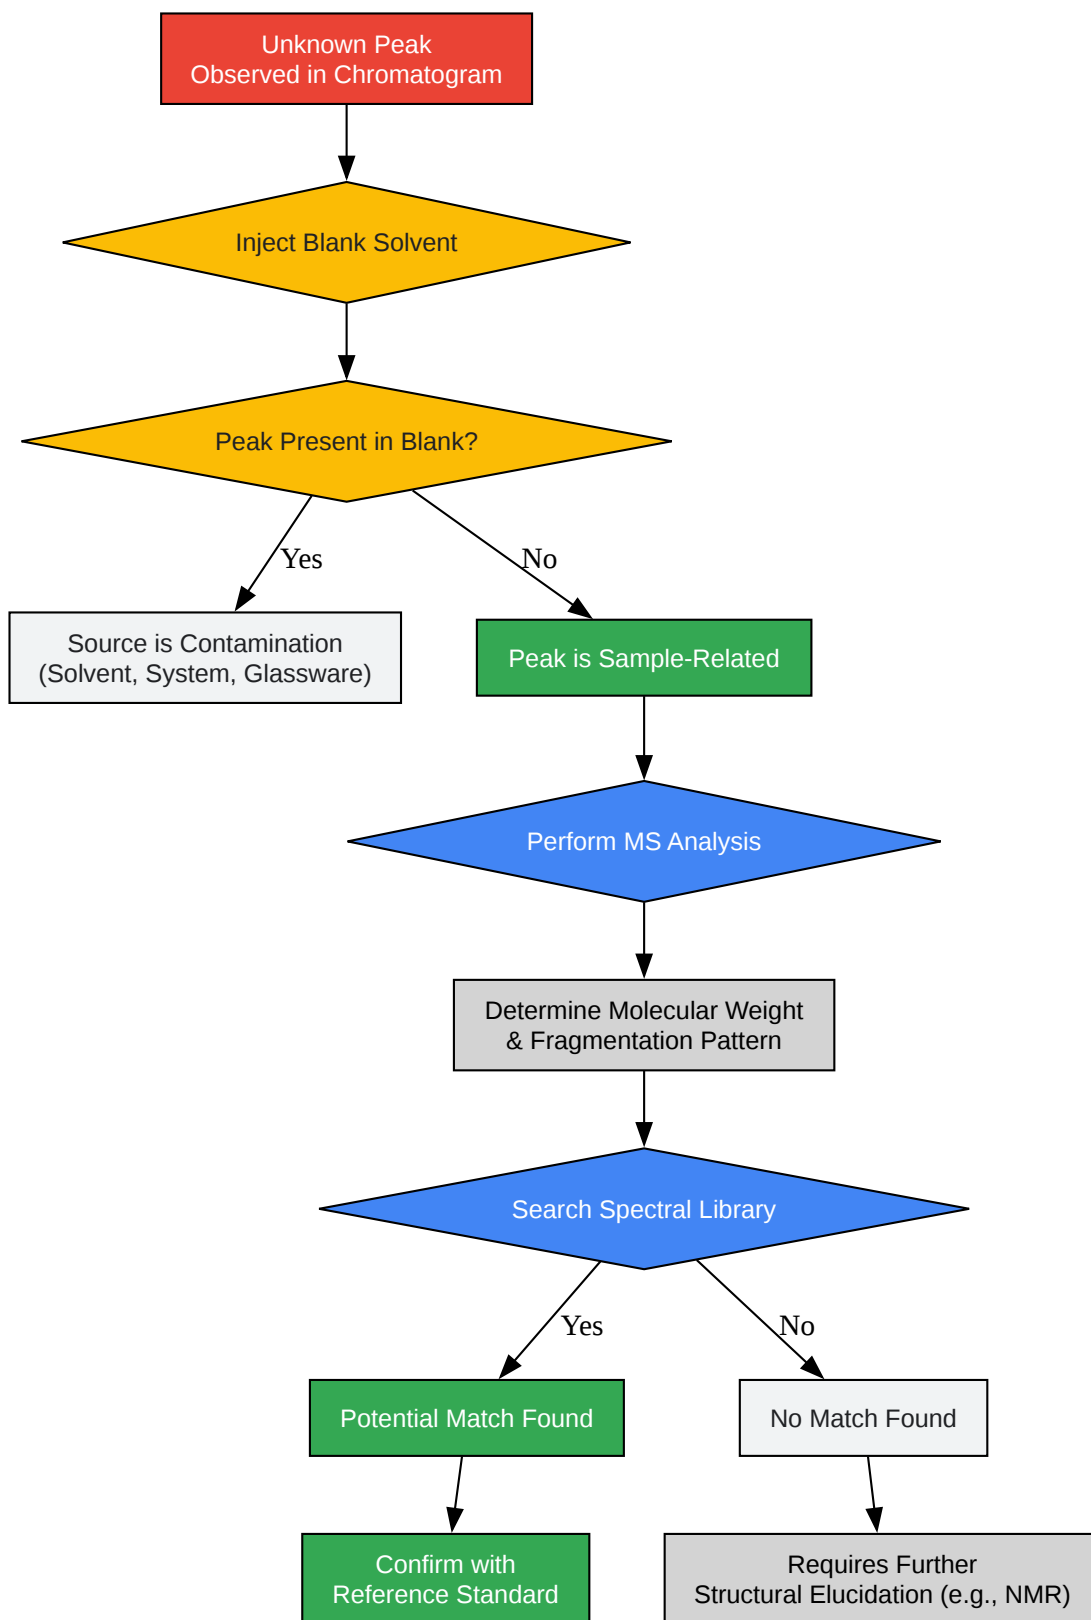 Unknown Peak
Observed in Chromatogram
Inject Blank Solvent
Peak Present in Blank?
Yes
No
Source is Contamination
(Solvent, System, Glassware)
Peak is Sample-Related
Perform MS Analysis
Determine Molecular Weight
& Fragmentation Pattern
Search Spectral Library
Yes
No
Potential Match Found
No Match Found
Confirm with
Reference Standard
Requires Further
Structural Elucidation (e.g., NMR)